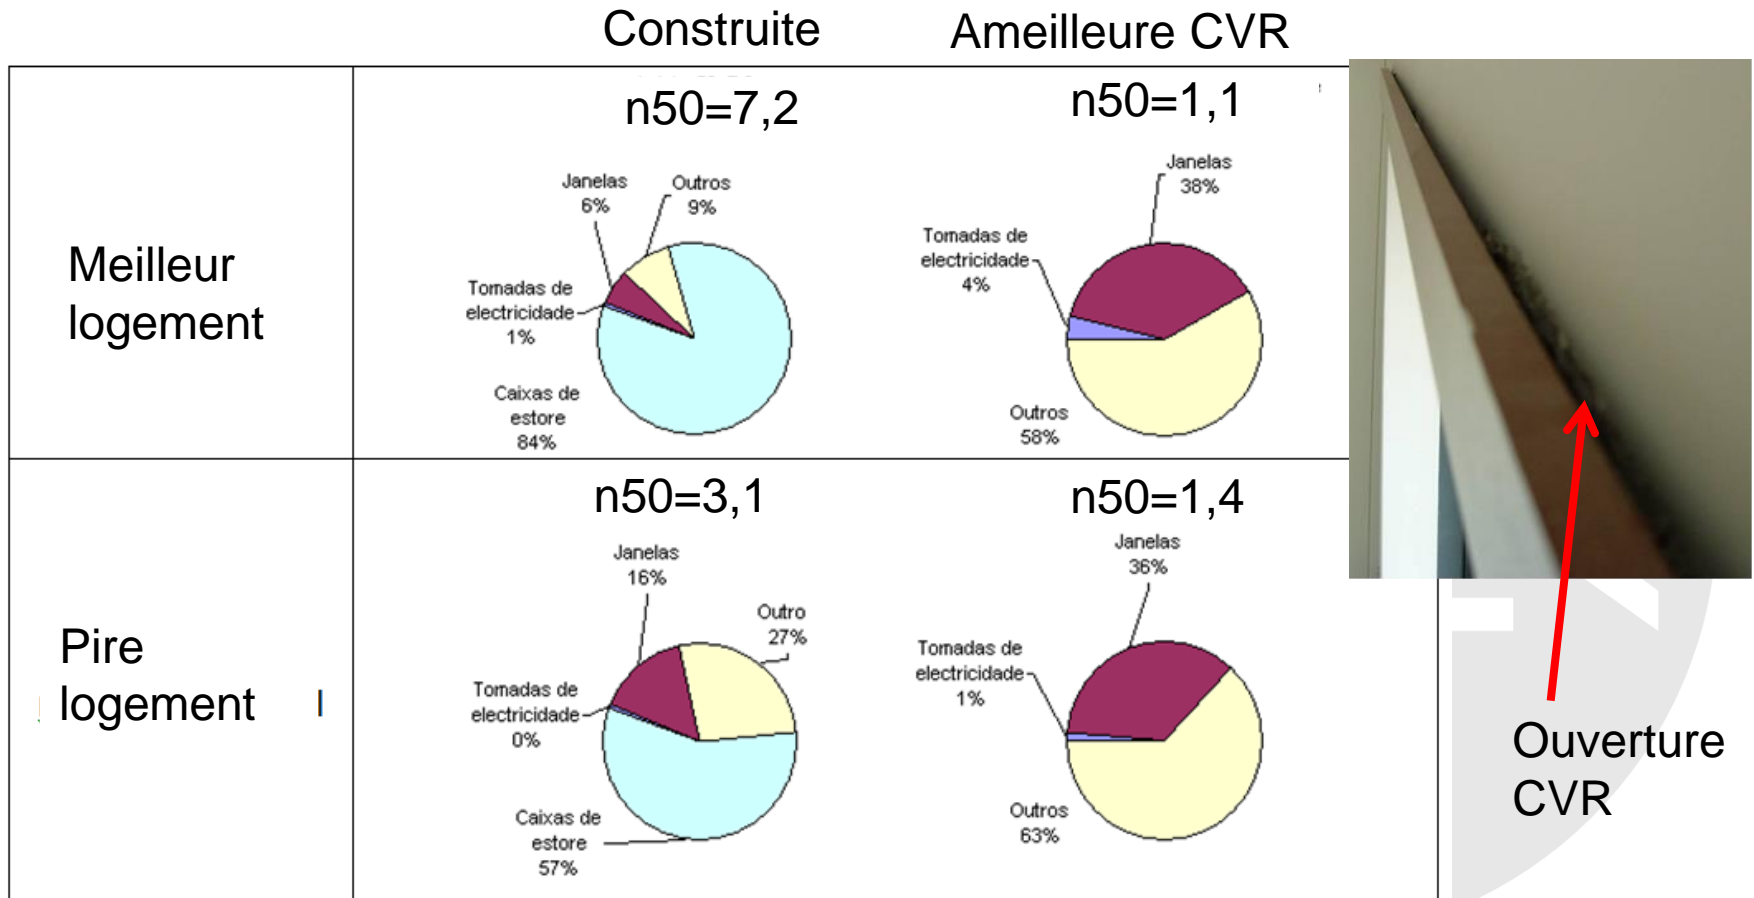 Construite
Ameilleure CVR
Meilleur
logement
n50=7,2
Janelas
6%
Outros
9%
Tomadas de
electricidade
1%
Caixas de
estore
84%
n50=1,1
Janelas
38%
Tomadas de
electricidade
4%
Outros
58%
Pire
logement
n50=3,1
Janelas
16%
Outro
27%
Tomadas de
electricidade
0%
Caixas de
estore
57%
n50=1,4
Janelas
36%
Tomadas de
electricidade
1%
Outros
63%
Ouverture
CVR